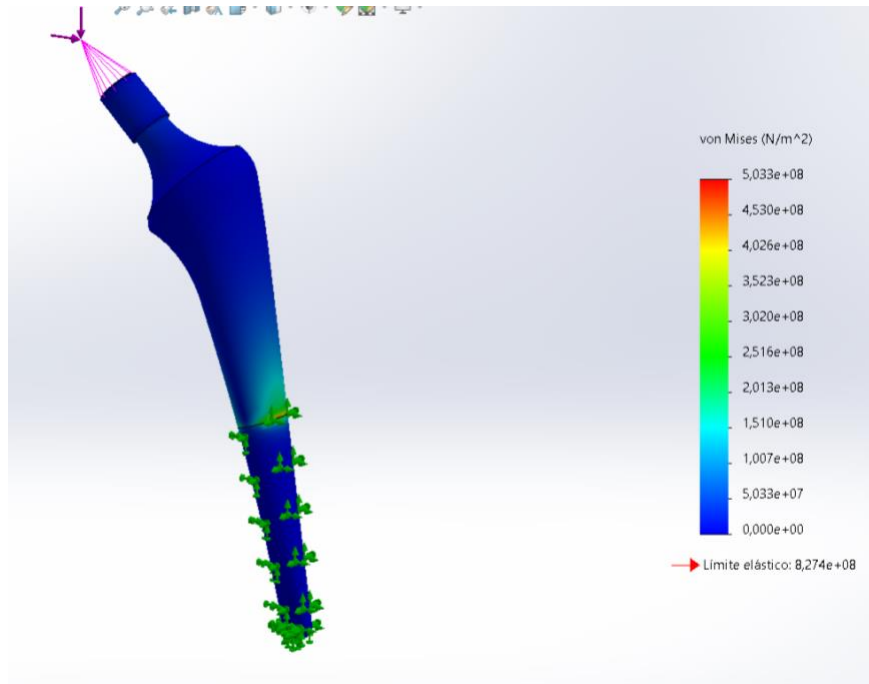 von Mises (N/m^2)
5,033e+08
4,530e+08
4,026e+08
3,523e+08
3,020e+08
2,516e+08
2,013e+08
1,510e+08
1,007e+08
5,033e+07
0,000e+00
Límite elástico: 8,274e+08